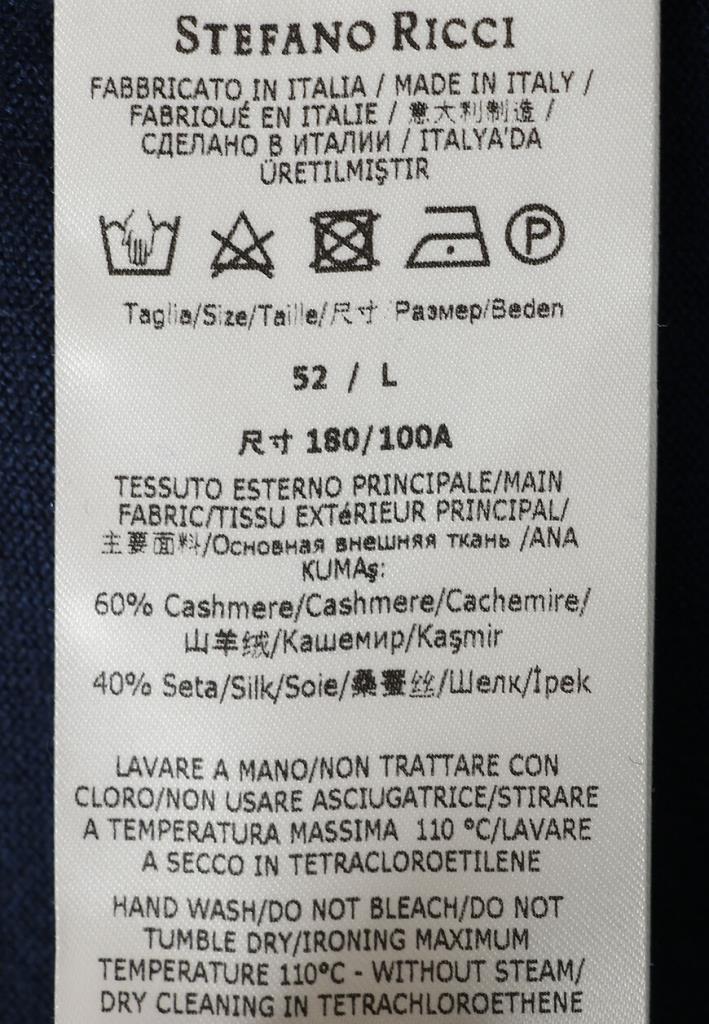 STEFANO RICCI
FABBRICATO IN ITALIA / MADE IN ITALY /
FABRIQUÉ EN ITALIE / 意大利制造 /
СДЕЛАНО В ИТАЛИИ / ITALYA'DA
ÜRETILMIŞTIR
P
Taglia/Size/Taille/尺寸/Размер/Beden
52 / L
尺寸 180/100A
TESSUTO ESTERNO PRINCIPALE/MAIN
FABRIC/TISSU EXTéRIEUR PRINCIPAL/
主要面料/Основная внешняя ткань /ANA
KUMAş:
60% Cashmere/Cashmere/Cachemire/
山羊绒/Кашемир/Kaşmir
40% Seta/Silk/Soie/桑蚕丝/Шелк/İpek
LAVARE A MANO/NON TRATTARE CON
CLORO/NON USARE ASCIUGATRICE/STIRARE
A TEMPERATURA MASSIMA 110 ºC/LAVARE
A SECCO IN TETRACLOROETILENE
HAND WASH/DO NOT BLEACH/DO NOT
TUMBLE DRY/IRONING MAXIMUM
TEMPERATURE 110ºC - WITHOUT STEAM/
DRY CLEANING IN TETRACHLOROETHENE